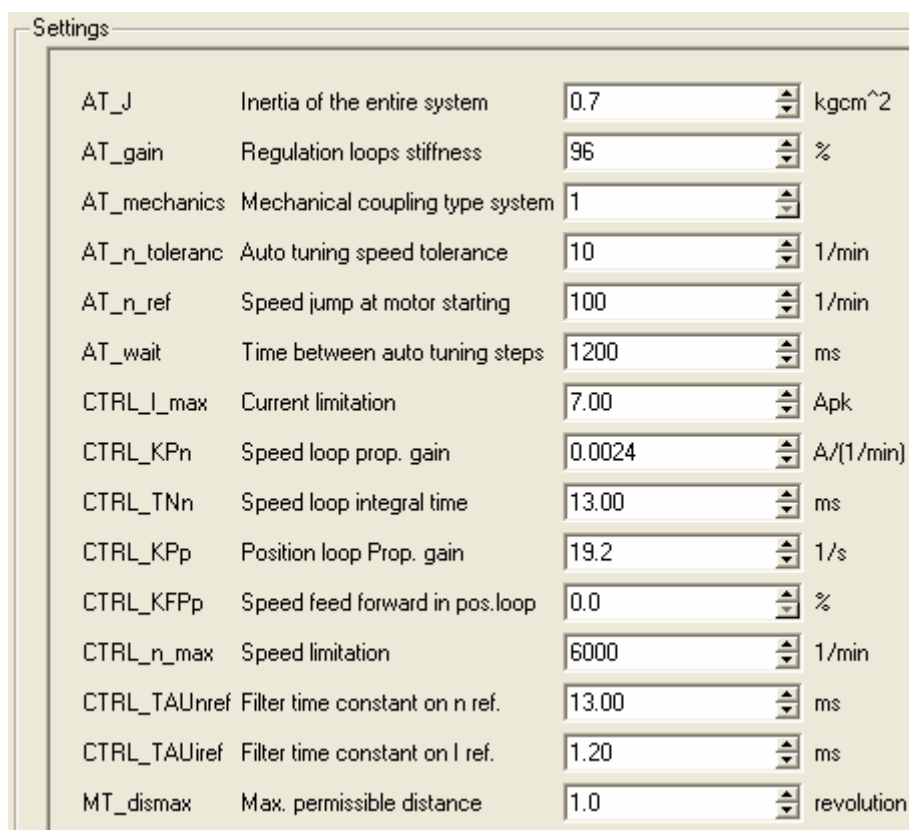 Settings
AT_J Inertia of the entire system 0.7 kgcm^2
AT_gain Regulation loops stiffness 96 %
AT_mechanics Mechanical coupling type system 1
AT_n_toleranc Auto tuning speed tolerance 10 1/min
AT_n_ref Speed jump at motor starting 100 1/min
AT_wait Time between auto tuning steps 1200 ms
CTRL_I_max Current limitation 7.00 Apk
CTRL_KPn Speed loop prop. gain 0.0024 A/(1/min)
CTRL_TNn Speed loop integral time 13.00 ms
CTRL_KPp Position loop Prop. gain 19.2 1/s
CTRL_KFPp Speed feed forward in pos.loop 0.0 %
CTRL_n_max Speed limitation 6000 1/min
CTRL_TAUnref Filter time constant on n ref. 13.00 ms
CTRL_TAUiref Filter time constant on I ref. 1.20 ms
MT_dismax Max. permissible distance 1.0 revolution